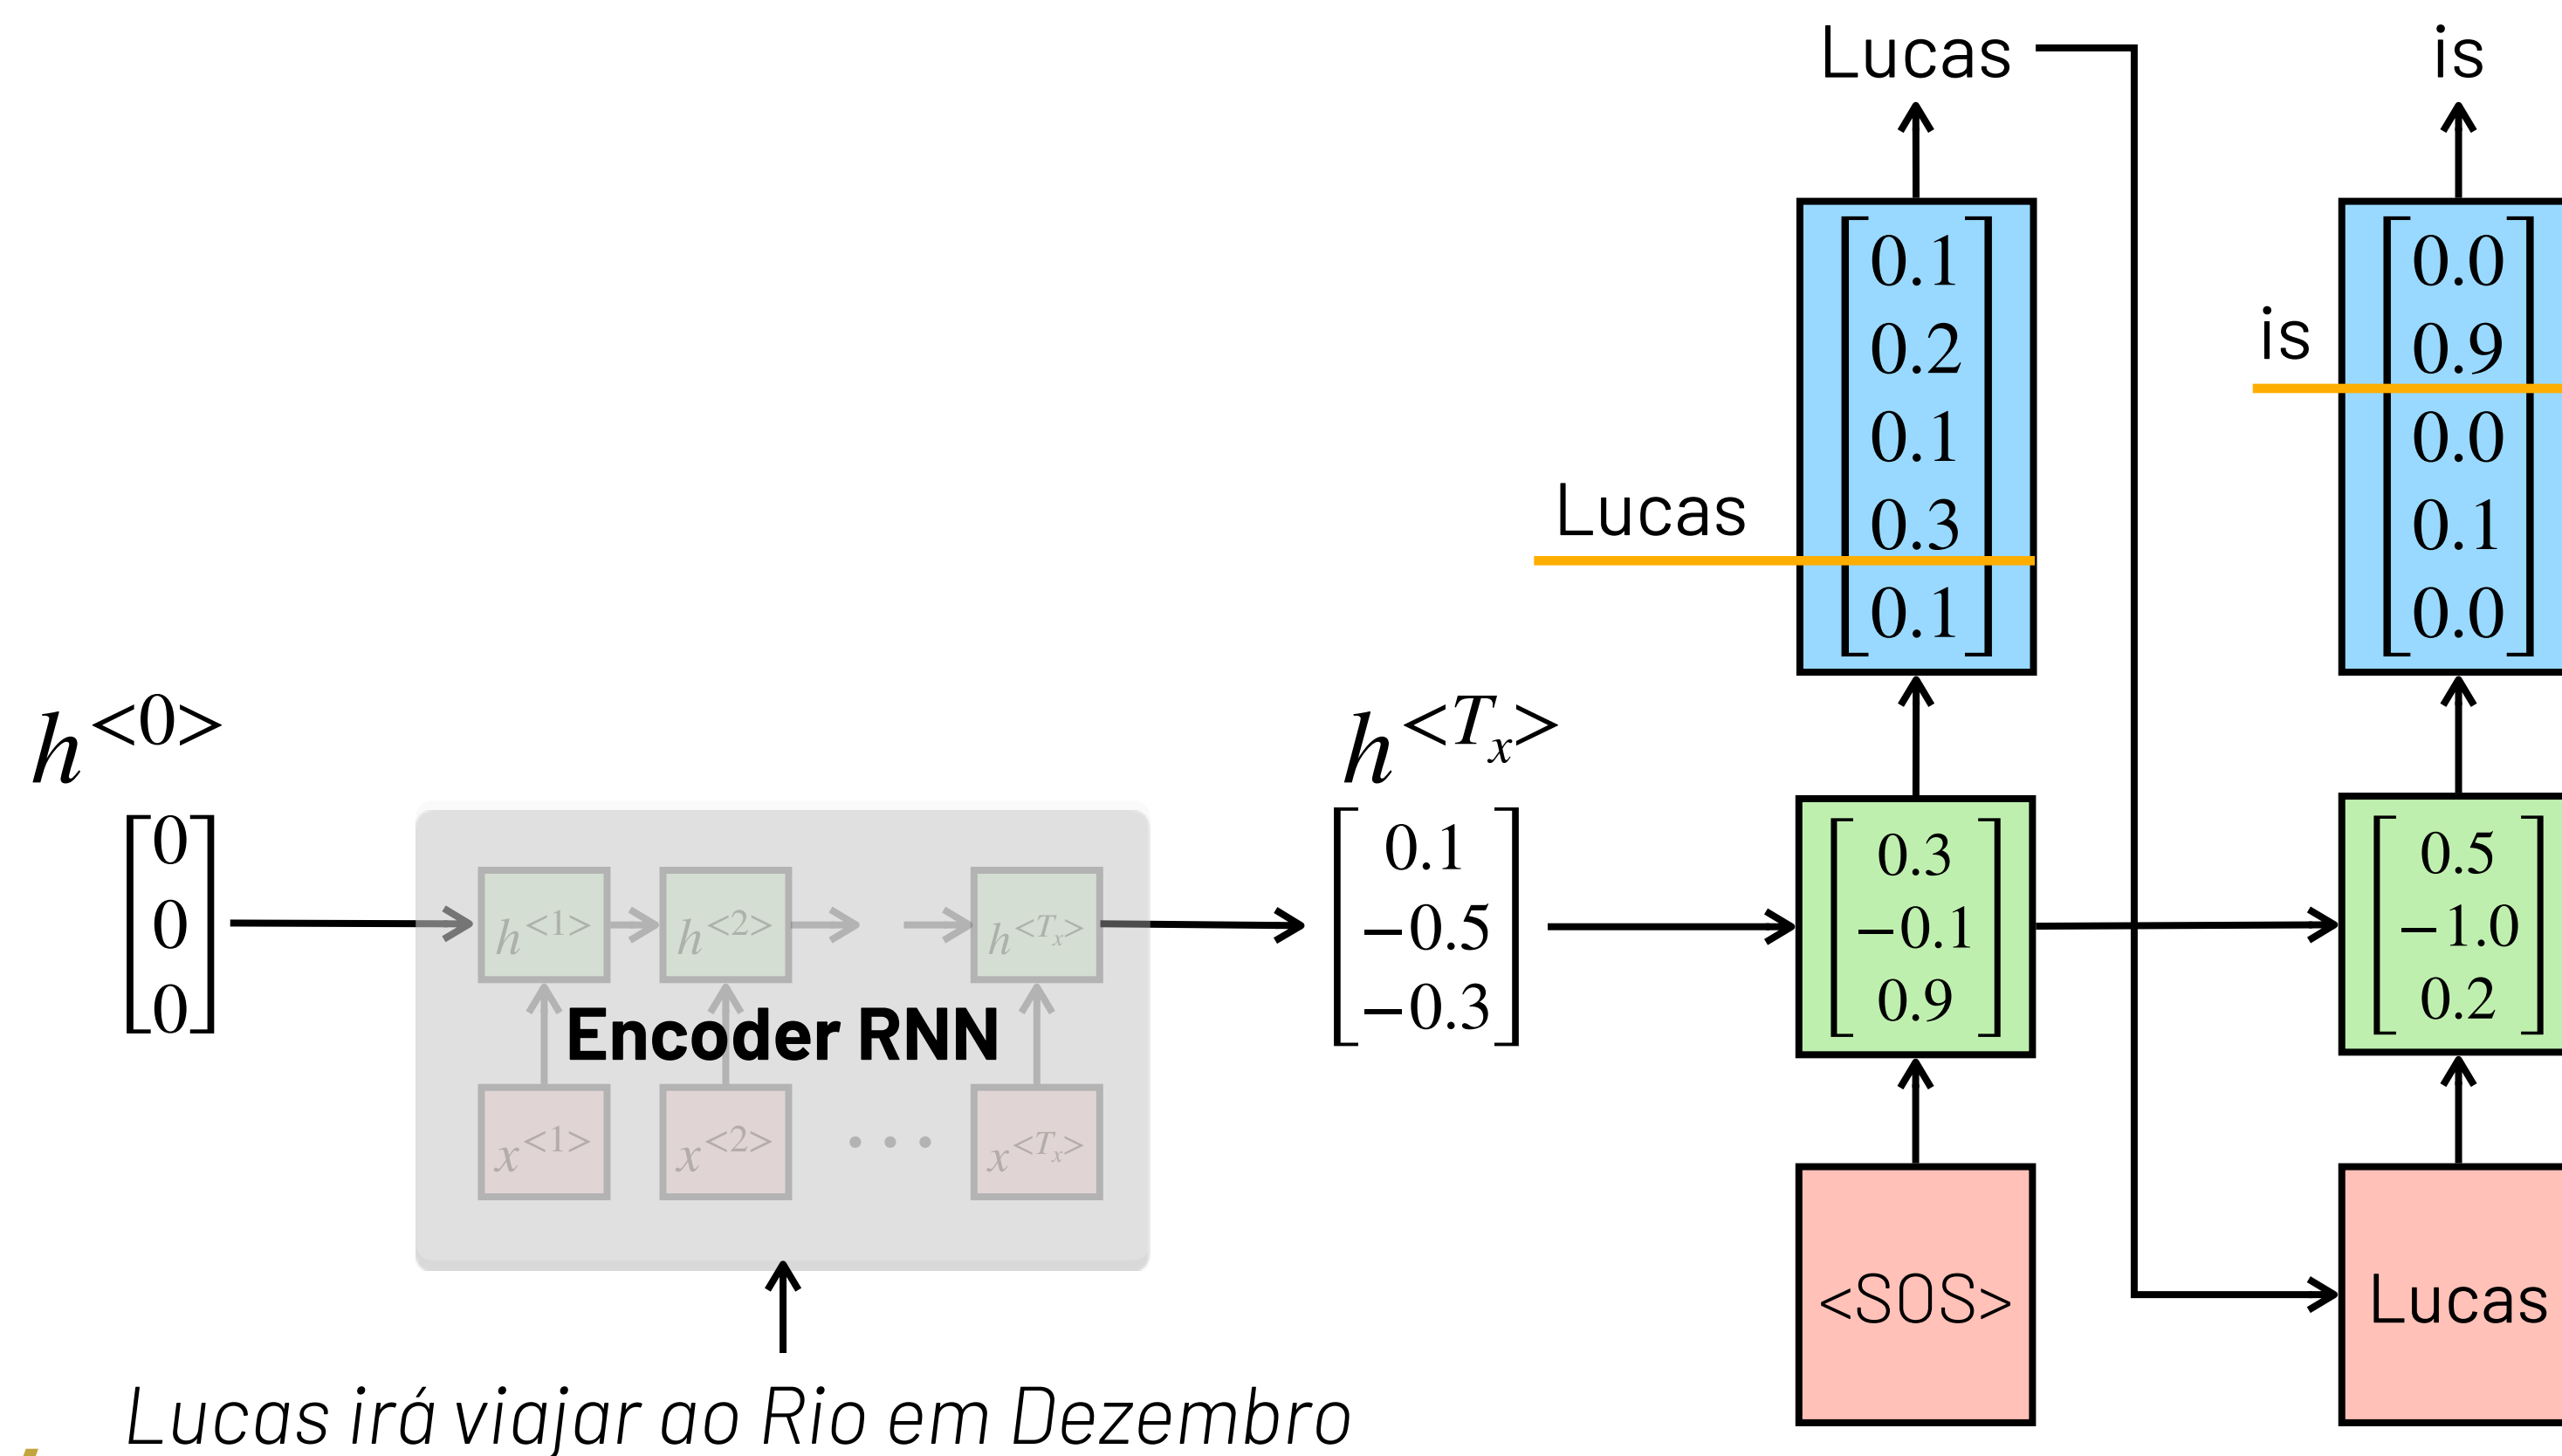 Lucas
is
0.1
0.2
0.1
0.3
0.1
Lucas
0.0
0.9
0.0
0.1
0.0
is
h<0>
0
0
0
h<1>
h<2>
h<Tx>
Encoder RNN
x<1>
x<2>
...
x<Tx>
h<Tx>
0.1
−0.5
−0.3
0.3
−0.1
0.9
0.5
−1.0
0.2
<SOS>
Lucas
Lucas irá viajar ao Rio em Dezembro